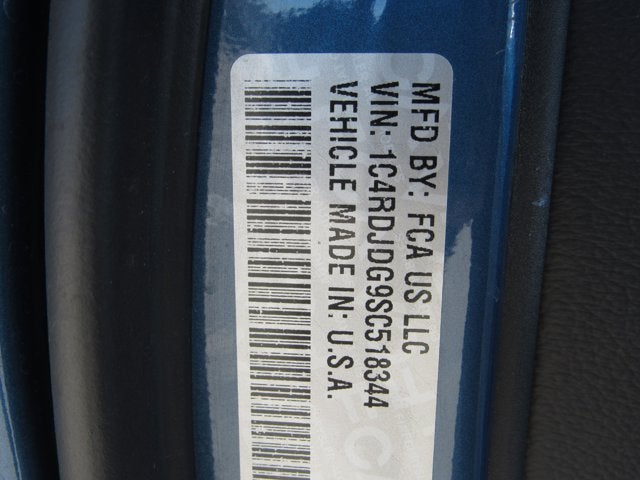 MFD BY: FCA US LLC
VIN: 1C4RDJDG9SC518344
VEHICLE MADE IN: U.S.A.